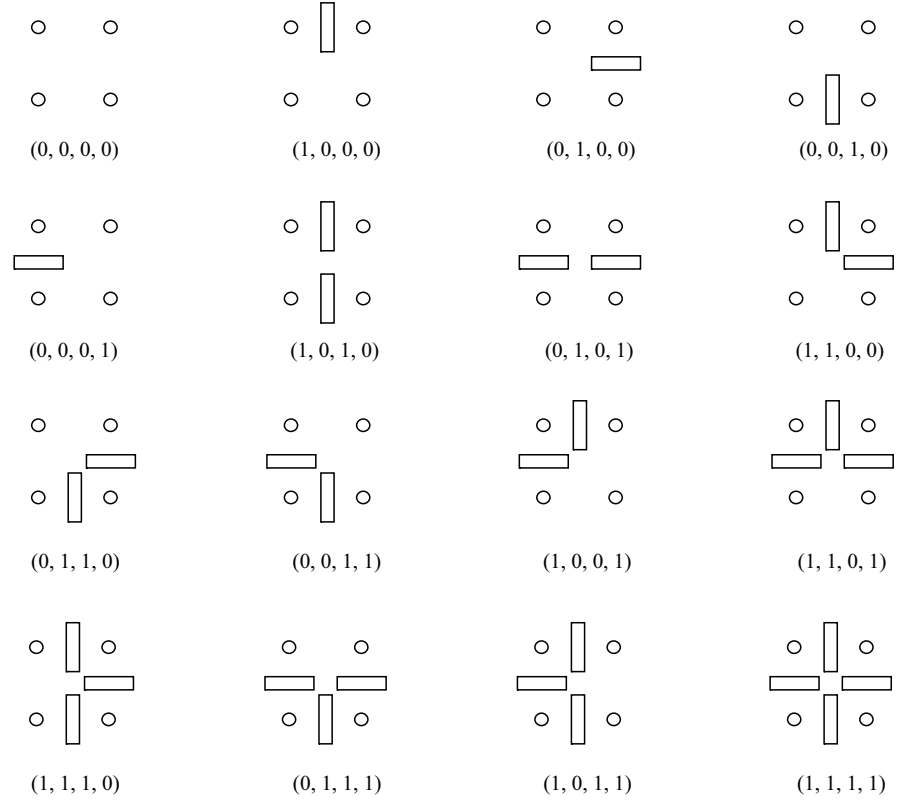 (0, 0, 0, 0) (1, 0, 0, 0) (0, 1, 0, 0) (0, 0, 1, 0)
(0, 0, 0, 1) (1, 0, 1, 0) (0, 1, 0, 1) (1, 1, 0, 0)
(0, 1, 1, 0) (0, 0, 1, 1) (1, 0, 0, 1) (1, 1, 0, 1)
(1, 1, 1, 0) (0, 1, 1, 1) (1, 0, 1, 1) (1, 1, 1, 1)